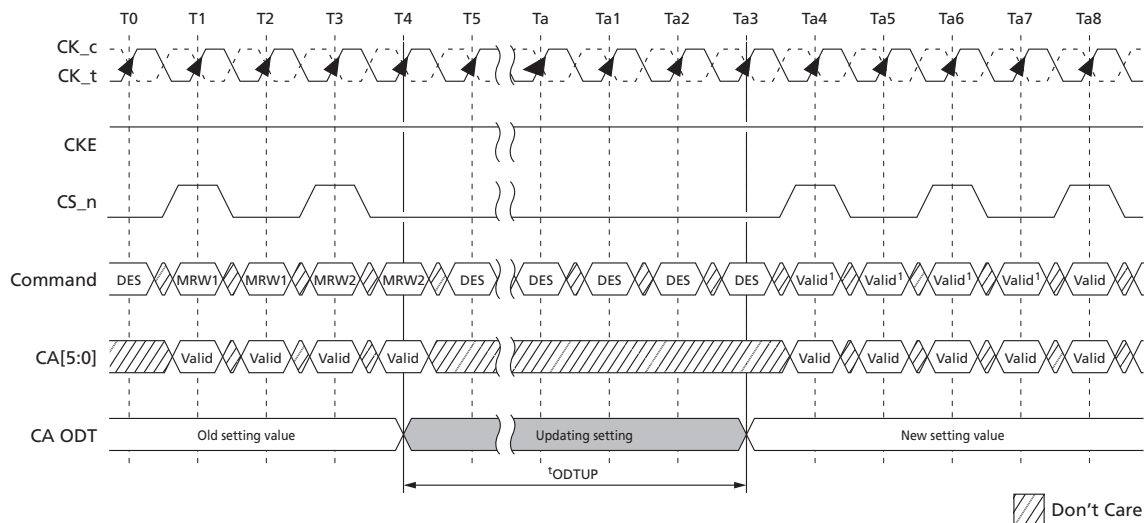 T0 T1 T2 T3 T4 T5 Ta Ta1 Ta2 Ta3 Ta4 Ta5 Ta6 Ta7 Ta8
CK_c
CK_t
CKE
CS_n
Command DES MRW1 MRW1 MRW2 MRW2 DES DES DES DES DES Valid¹ Valid¹ Valid¹ Valid¹ Valid
CA[5:0] Valid Valid Valid Valid Valid Valid Valid Valid Valid
CA ODT Old setting value Updating setting New setting value
ᵗODTUP
Don't Care